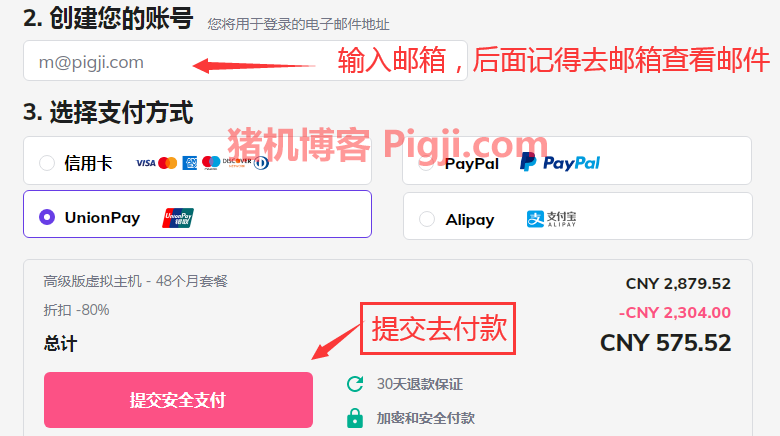 2. 创建您的账号 您将用于登录的电子邮件地址
m@pigji.com
输入邮箱，后面记得去邮箱查看邮件
3. 选择支付方式
猪机博客 Pigji.com
信用卡 VISA DISCOVER
PayPal PayPal
UnionPay UnionPay 银联
Alipay 支付宝 ALIPAY
高级版虚拟主机 - 48个月套餐 CNY 2,879.52
折扣 -80% -CNY 2,304.00
总计 CNY 575.52
提交去付款
提交安全支付
30天退款保证
加密和安全付款